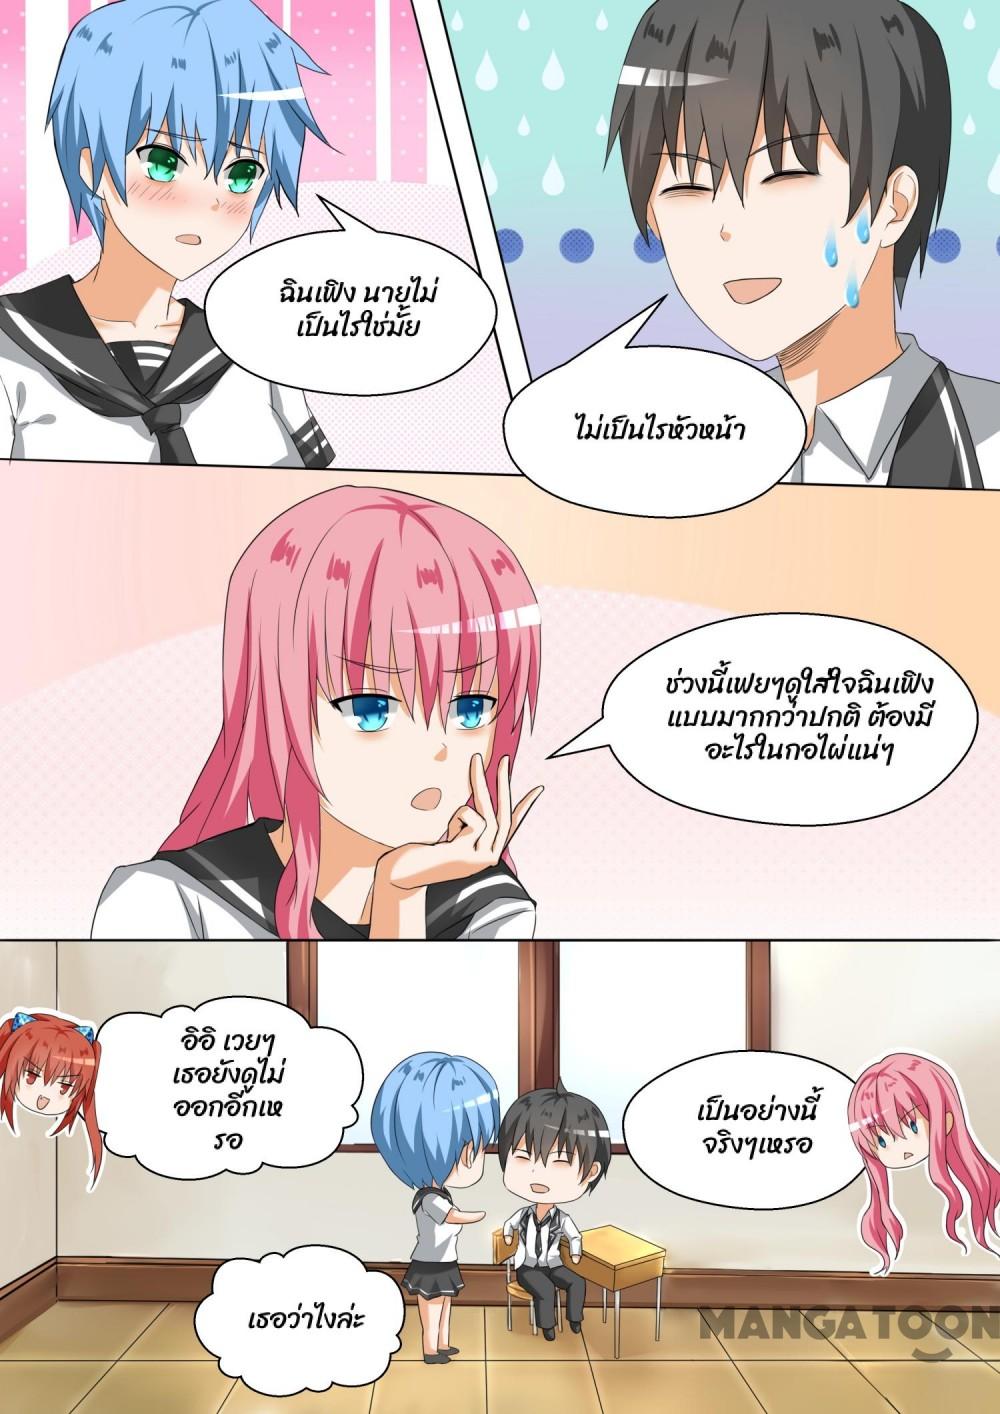 ฉินเฟิง นายไม่
เป็นไรใช่มั้ย
ไม่เป็นไรหัวหน้า
ช่วงนี้เฟยๆดูใส่ใจฉินเฟิง
แบบมากกว่าปกติ ต้องมี
อะไรในกอไผ่แน่ๆ
อิอิ เวยๆ
เธอยังดูไม่
ออกอีกเห
รอ
เป็นอย่างนี้
จริงๆเหรอ
เธอว่าไงล่ะ
MANGATOON